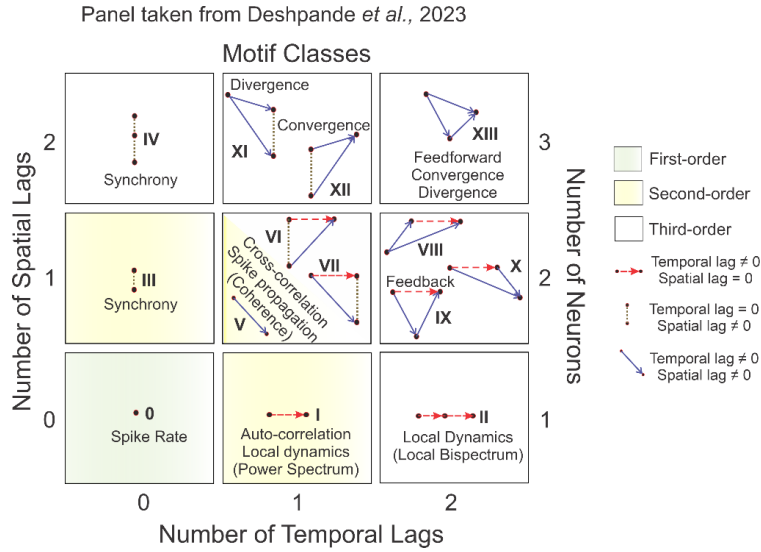 Panel taken from Deshpande et al., 2023
Motif Classes
Number of Spatial Lags
2
1
0
IV
Synchrony
Divergence
XI
Convergence
XII
XIII
Feedforward
Convergence
Divergence
III
Synchrony
VI
VII
Cross-correlation
Spike propagation
(Coherence)
V
VIII
Feedback
X
IX
0
Spike Rate
I
Auto-correlation
Local dynamics
(Power Spectrum)
II
Local Dynamics
(Local Bispectrum)
3
2
1
Number of Neurons
0
1
2
Number of Temporal Lags
First-order
Second-order
Third-order
Temporal lag ≠ 0
Spatial lag = 0
Temporal lag = 0
Spatial lag ≠ 0
Temporal lag ≠ 0
Spatial lag ≠ 0